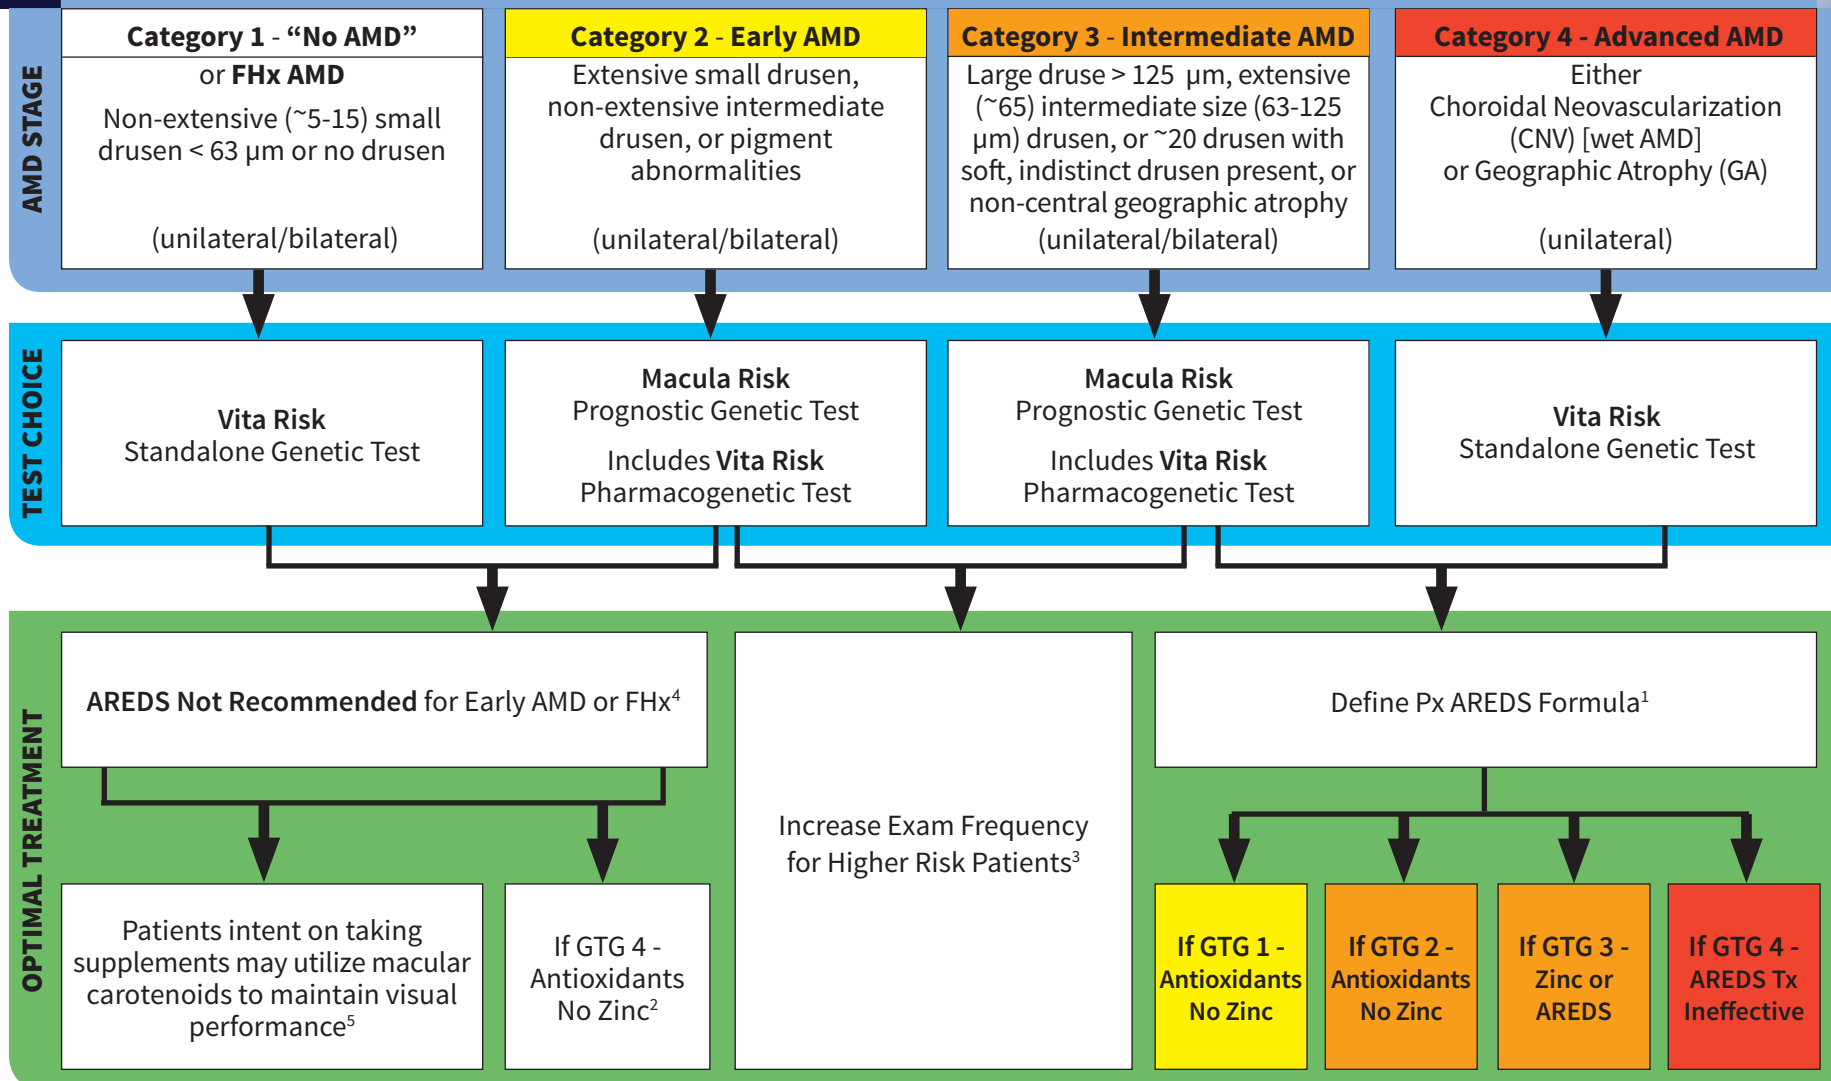 AMD STAGE
Category 1 - “No AMD”
or FHx AMD
Non-extensive (~5-15) small
drusen < 63 µm or no drusen
(unilateral/bilateral)
Category 2 - Early AMD
Extensive small drusen,
non-extensive intermediate
drusen, or pigment
abnormalities
(unilateral/bilateral)
Category 3 - Intermediate AMD
Large druse > 125 µm, extensive
(~65) intermediate size (63-125
µm) drusen, or ~20 drusen with
soft, indistinct drusen present, or
non-central geographic atrophy
(unilateral/bilateral)
Category 4 - Advanced AMD
Either
Choroidal Neovascularization
(CNV) [wet AMD]
or Geographic Atrophy (GA)
(unilateral)
TEST CHOICE
Vita Risk
Standalone Genetic Test
Macula Risk
Prognostic Genetic Test
Includes Vita Risk
Pharmacogenetic Test
Macula Risk
Prognostic Genetic Test
Includes Vita Risk
Pharmacogenetic Test
Vita Risk
Standalone Genetic Test
OPTIMAL TREATMENT
AREDS Not Recommended for Early AMD or FHx⁴
Patients intent on taking
supplements may utilize macular
carotenoids to maintain visual
performance⁵
If GTG 4 -
Antioxidants
No Zinc²
Increase Exam Frequency
for Higher Risk Patients³
Define Px AREDS Formula¹
If GTG 1 -
Antioxidants
No Zinc
If GTG 2 -
Antioxidants
No Zinc
If GTG 3 -
Zinc or
AREDS
If GTG 4 -
AREDS Tx
Ineffective